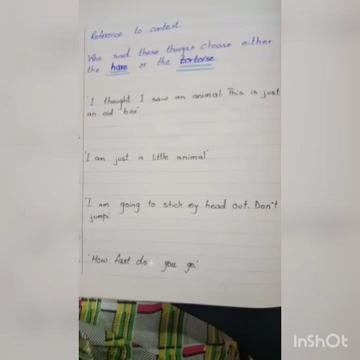 Reference to context
Who said these things choose either
the hare or the tortoise.
'I thought I saw an animal This is just
an old box'
'I am just a little animal'
'I am going to stick my head out. Don't
jump'
'How fast do you go'
InShOt